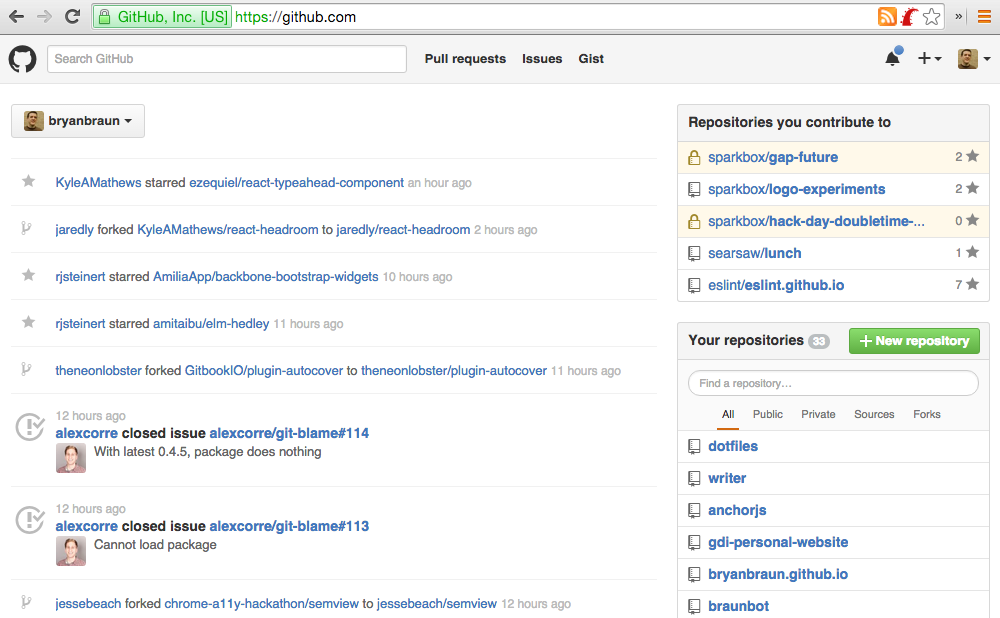 GitHub, Inc. [US] https://github.com
»
Search GitHub
Pull requests Issues Gist
bryanbraun
KyleAMathews starred ezequiel/react-typeahead-component an hour ago
jaredly forked KyleAMathews/react-headroom to jaredly/react-headroom 2 hours ago
rjsteinert starred AmiliaApp/backbone-bootstrap-widgets 10 hours ago
rjsteinert starred amitaibu/elm-hedley 11 hours ago
theneonlobster forked GitbookIO/plugin-autocover to theneonlobster/plugin-autocover 11 hours ago
12 hours ago
alexcorre closed issue alexcorre/git-blame#114
With latest 0.4.5, package does nothing
12 hours ago
alexcorre closed issue alexcorre/git-blame#113
Cannot load package
jessebeach forked chrome-a11y-hackathon/semview to jessebeach/semview 12 hours ago
Repositories you contribute to
sparkbox/gap-future 2
sparkbox/logo-experiments 2
sparkbox/hack-day-doubletime-... 0
searsaw/lunch 1
eslint/eslint.github.io 7
Your repositories 33 New repository
Find a repository...
All Public Private Sources Forks
dotfiles
writer
anchorjs
gdi-personal-website
bryanbraun.github.io
braunbot